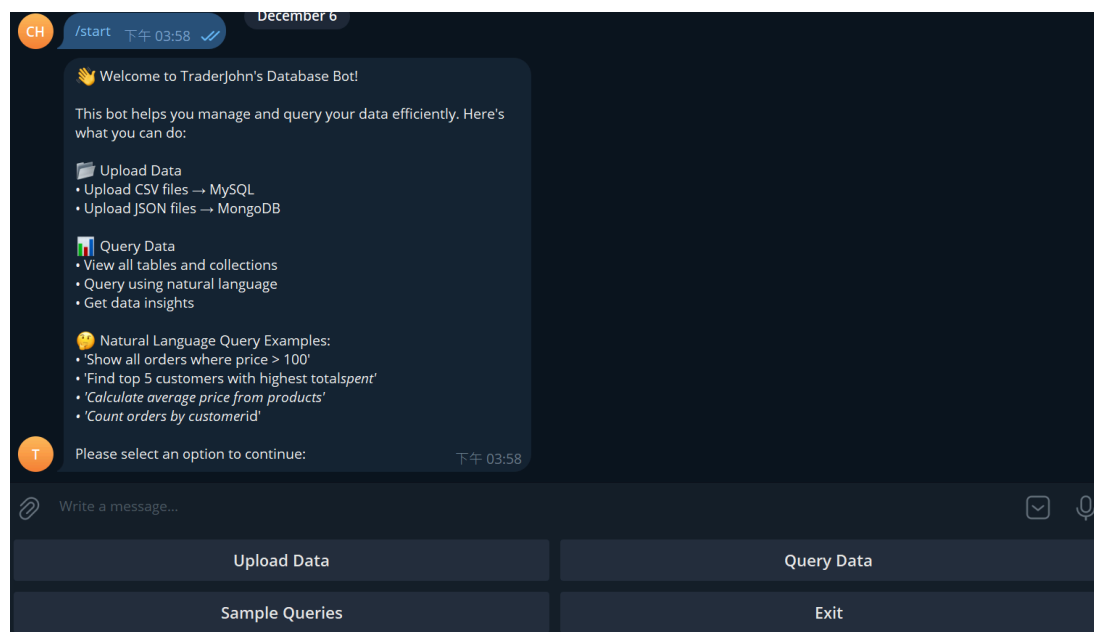 December 6
CH
/start 下午 03:58
👋 Welcome to TraderJohn's Database Bot!
This bot helps you manage and query your data efficiently. Here's
what you can do:
📂 Upload Data
• Upload CSV files → MySQL
• Upload JSON files → MongoDB
📊 Query Data
• View all tables and collections
• Query using natural language
• Get data insights
🤔 Natural Language Query Examples:
• 'Show all orders where price > 100'
• 'Find top 5 customers with highest totalspent'
• 'Calculate average price from products'
• 'Count orders by customerid'
T
Please select an option to continue: 下午 03:58
Write a message...
Upload Data
Query Data
Sample Queries
Exit